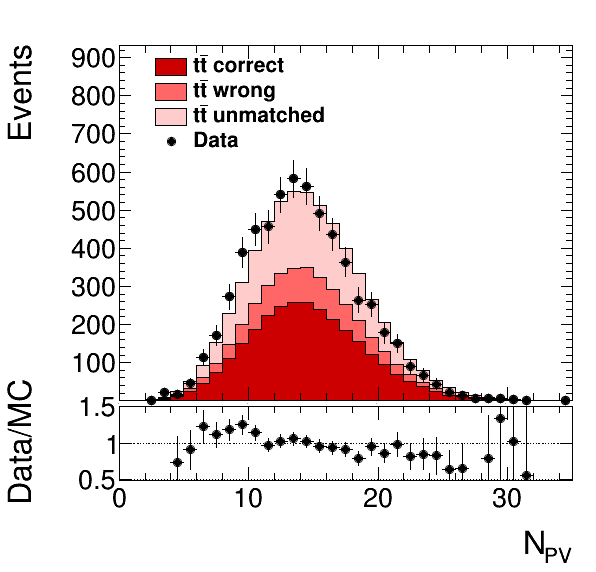 Events
900
800
700
600
500
400
300
200
100
tt̄ correct
tt̄ wrong
tt̄ unmatched
Data
Data/MC
1.5
1
0.5
0 10 20 30
N_PV